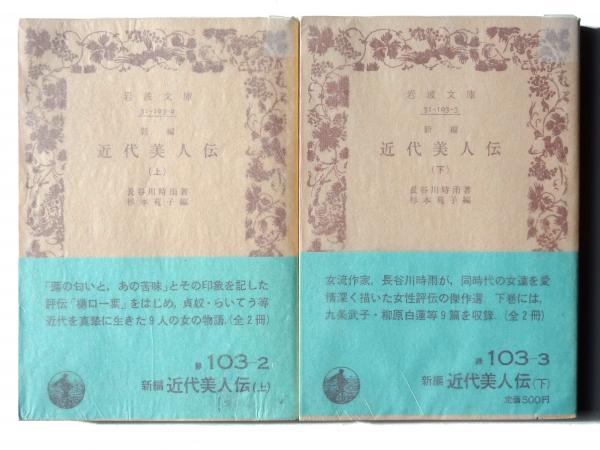 岩波文庫
31-103-2
新編
近代美人伝
(上)
長谷川時雨著
杉本苑子編
「蕗の匂いと、あの苦味」とその印象を記した
評伝「樋口一葉」をはじめ,貞奴・らいてう等
近代を真摯に生きた9人の女の物語.(全2冊)
緑 103-2
新編 近代美人伝(上)
岩波文庫
31-103-3
新編
近代美人伝
(下)
長谷川時雨著
杉本苑子編
女流作家,長谷川時雨が,同時代の女達を愛
情深く描いた女性評伝の傑作選.下巻には,
九条武子・柳原白蓮等9篇を収録.(全2冊)
緑 103-3
新編 近代美人伝(下)
定価500円